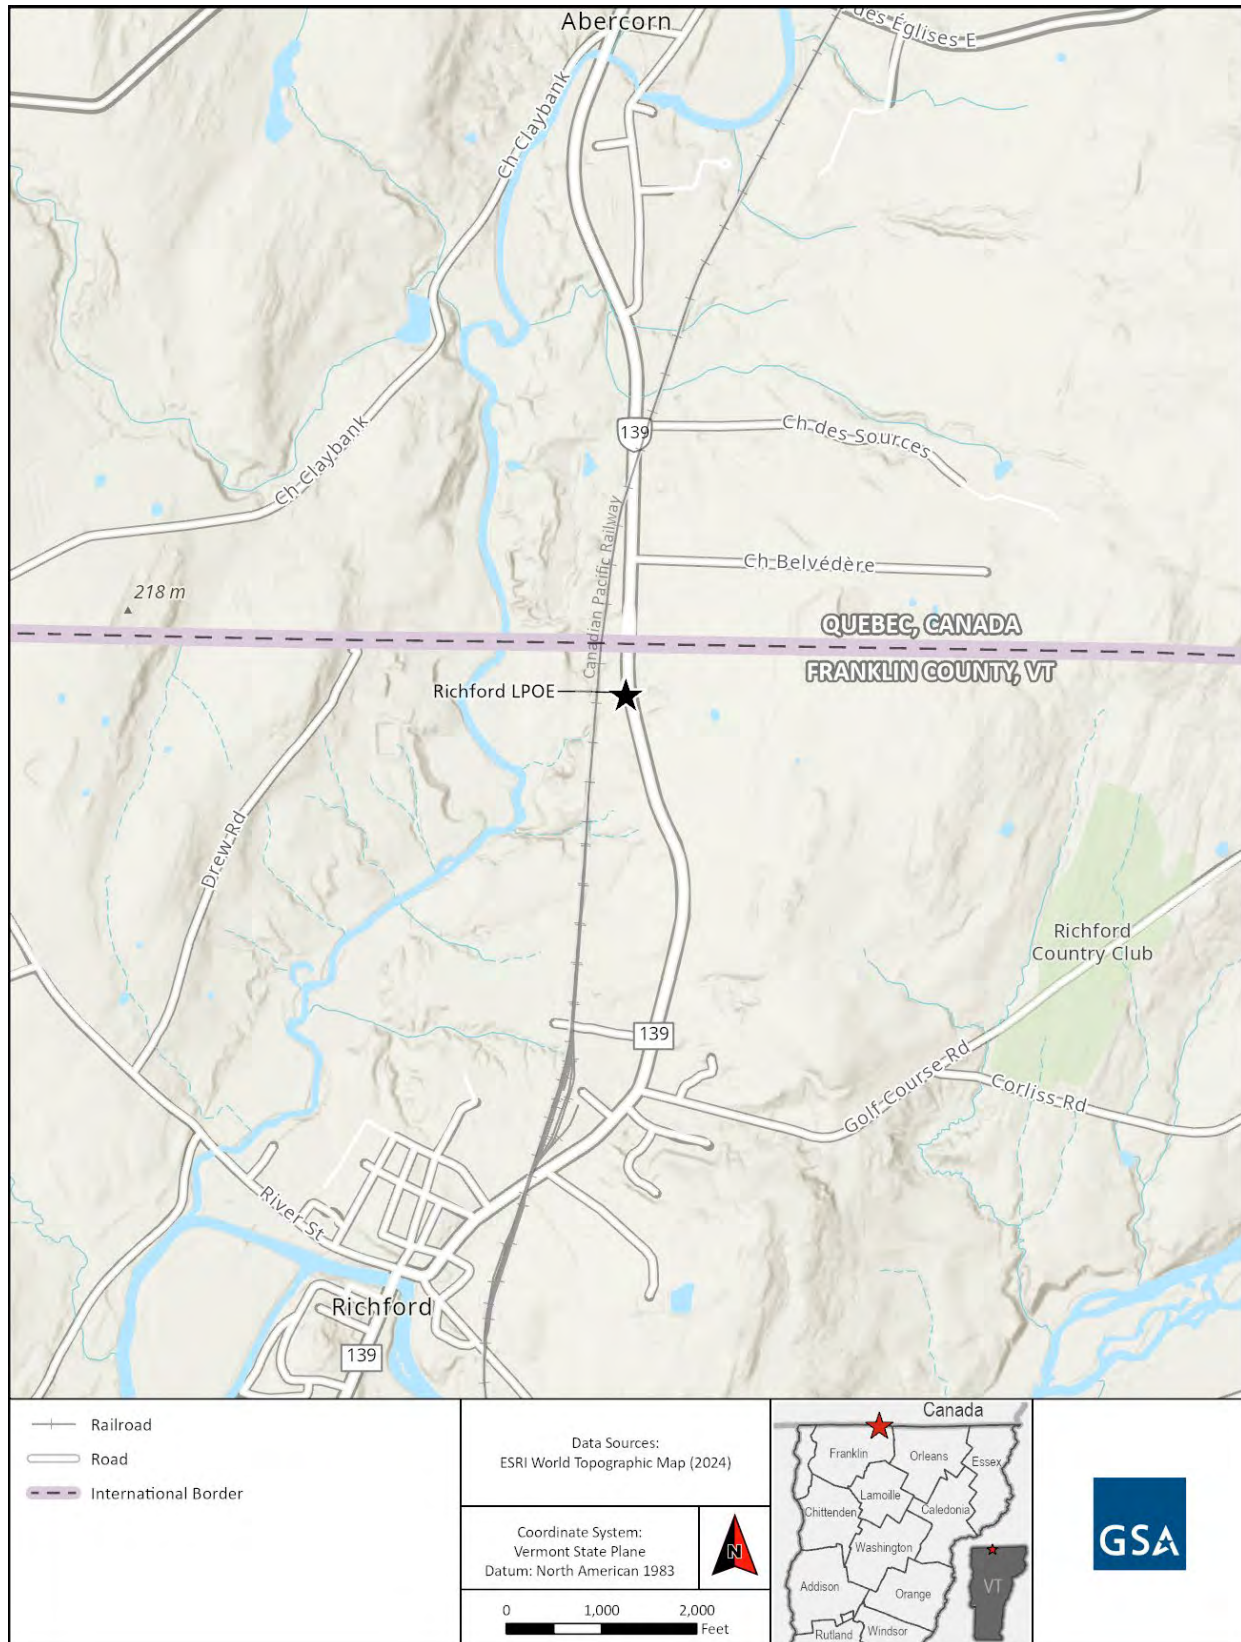 Abercorn
des Églises E
Ch Claybank
139
Ch des Sources
Ch Claybank
Canadian Pacific Railway
Ch Belvédère
218 m
QUEBEC, CANADA
FRANKLIN COUNTY, VT
Richford LPOE
Drew Rd
Richford
Country Club
139
Golf Course Rd
Corliss Rd
River St
Richford
139
Railroad
Road
International Border
Data Sources:
ESRI World Topographic Map (2024)
Coordinate System:
Vermont State Plane
Datum: North American 1983
N
0 1,000 2,000
Feet
Canada
Franklin
Orleans
Essex
Lamoille
Chittenden
Caledonia
Washington
Addison
Orange
Rutland
Windsor
VT
GSA